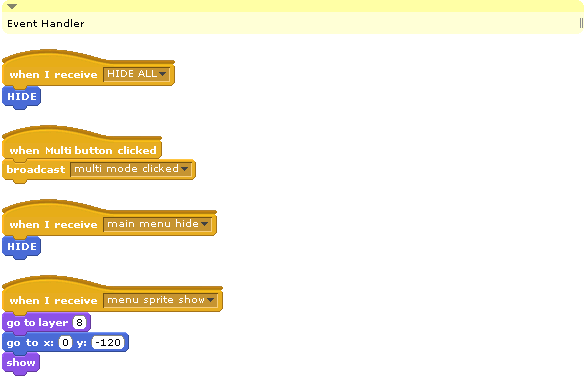 Event Handler
when I receive HIDE ALL
HIDE
when Multi button clicked
broadcast multi mode clicked
when I receive main menu hide
HIDE
when I receive menu sprite show
go to layer 8
go to x: 0 y: -120
show